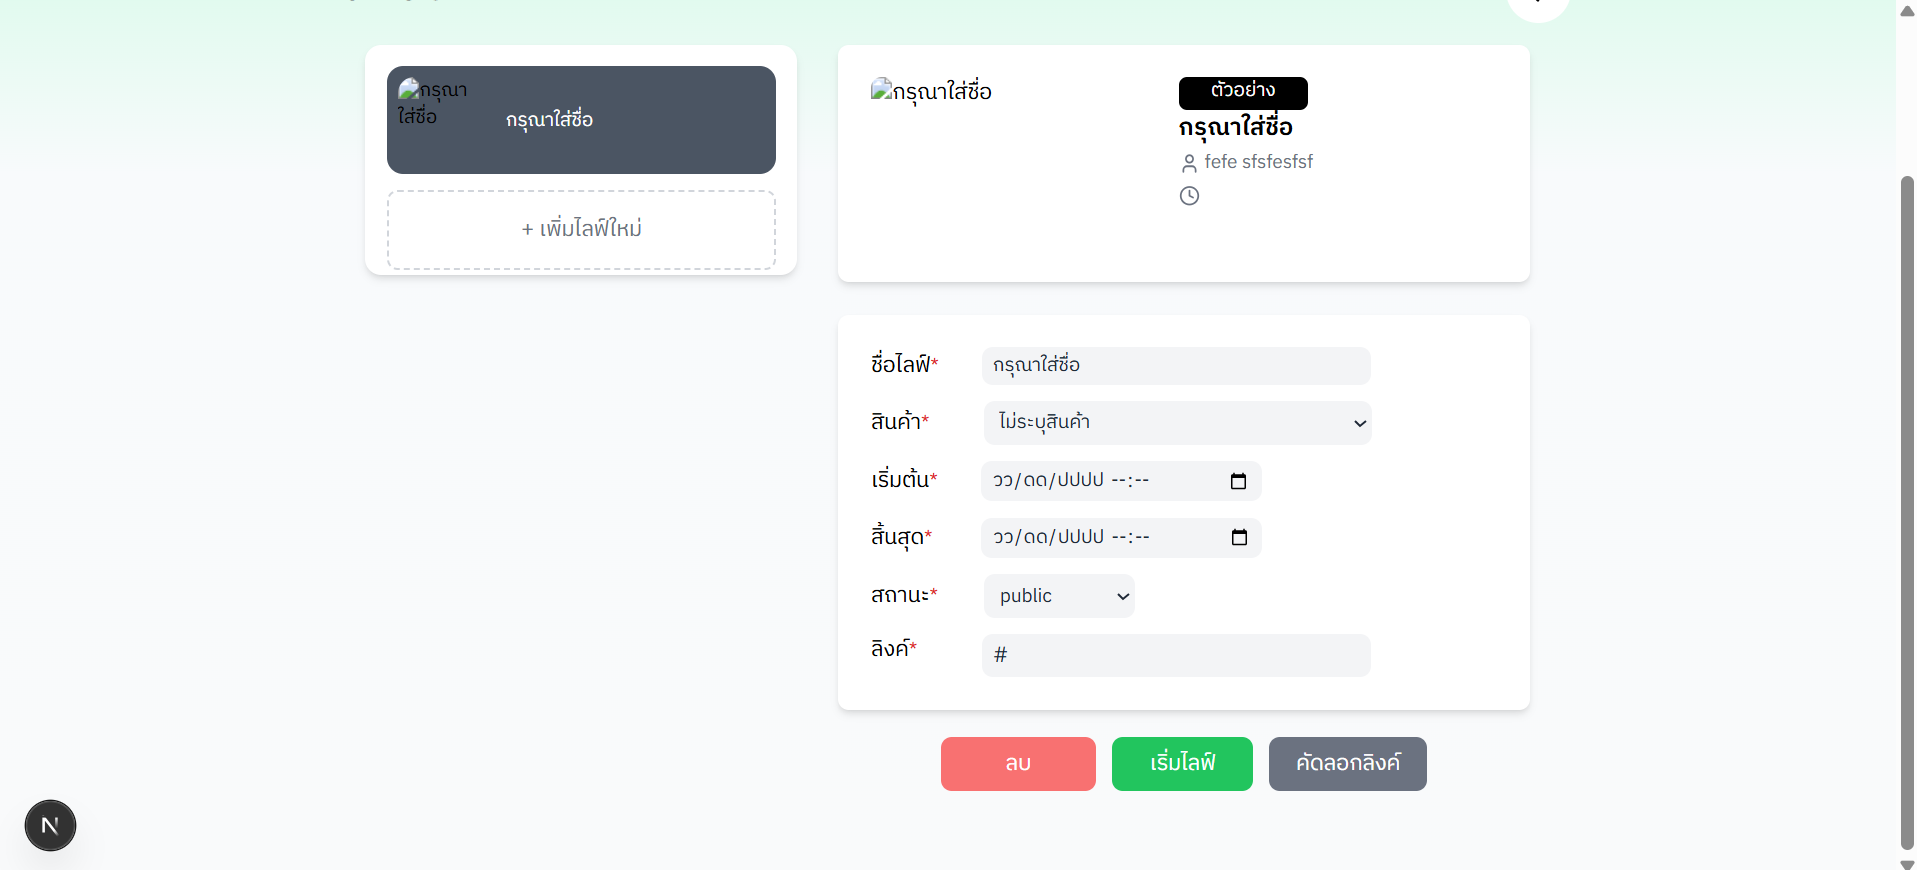 กรุณา
ใส่ชื่อ
กรุณาใส่ชื่อ
+ เพิ่มไลฟ์ใหม่
กรุณาใส่ชื่อ
ตัวอย่าง
กรุณาใส่ชื่อ
fefe sfsfesfsf
ชื่อไลฟ์* กรุณาใส่ชื่อ
สินค้า* ไม่ระบุสินค้า
เริ่มต้น* วว/ดด/ปปปป --:--
สิ้นสุด* วว/ดด/ปปปป --:--
สถานะ* public
ลิงค์* #
ลบ เริ่มไลฟ์ คัดลอกลิงค์
N